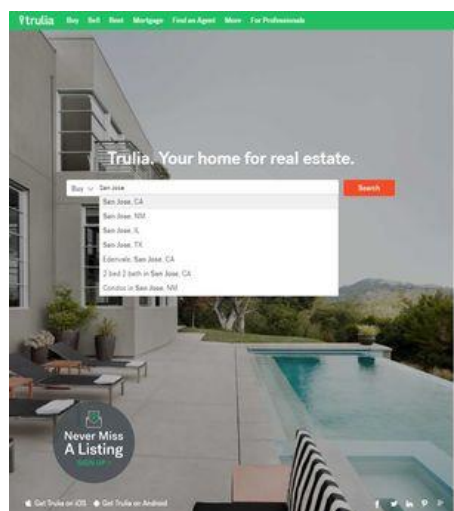 trulia Buy Sell Rent Mortgage Find an Agent More For Professionals
Trulia. Your home for real estate.
Buy San Jose Search
San Jose, CA
San Jose, NM
San Jose, IL
San Jose, TX
Edenvale, San Jose, CA
2 bed 2 bath in San Jose, CA
Condos in San Jose, NM
Never Miss
A Listing
SIGN UP >
Get Trulia on iOS Get Trulia on Android